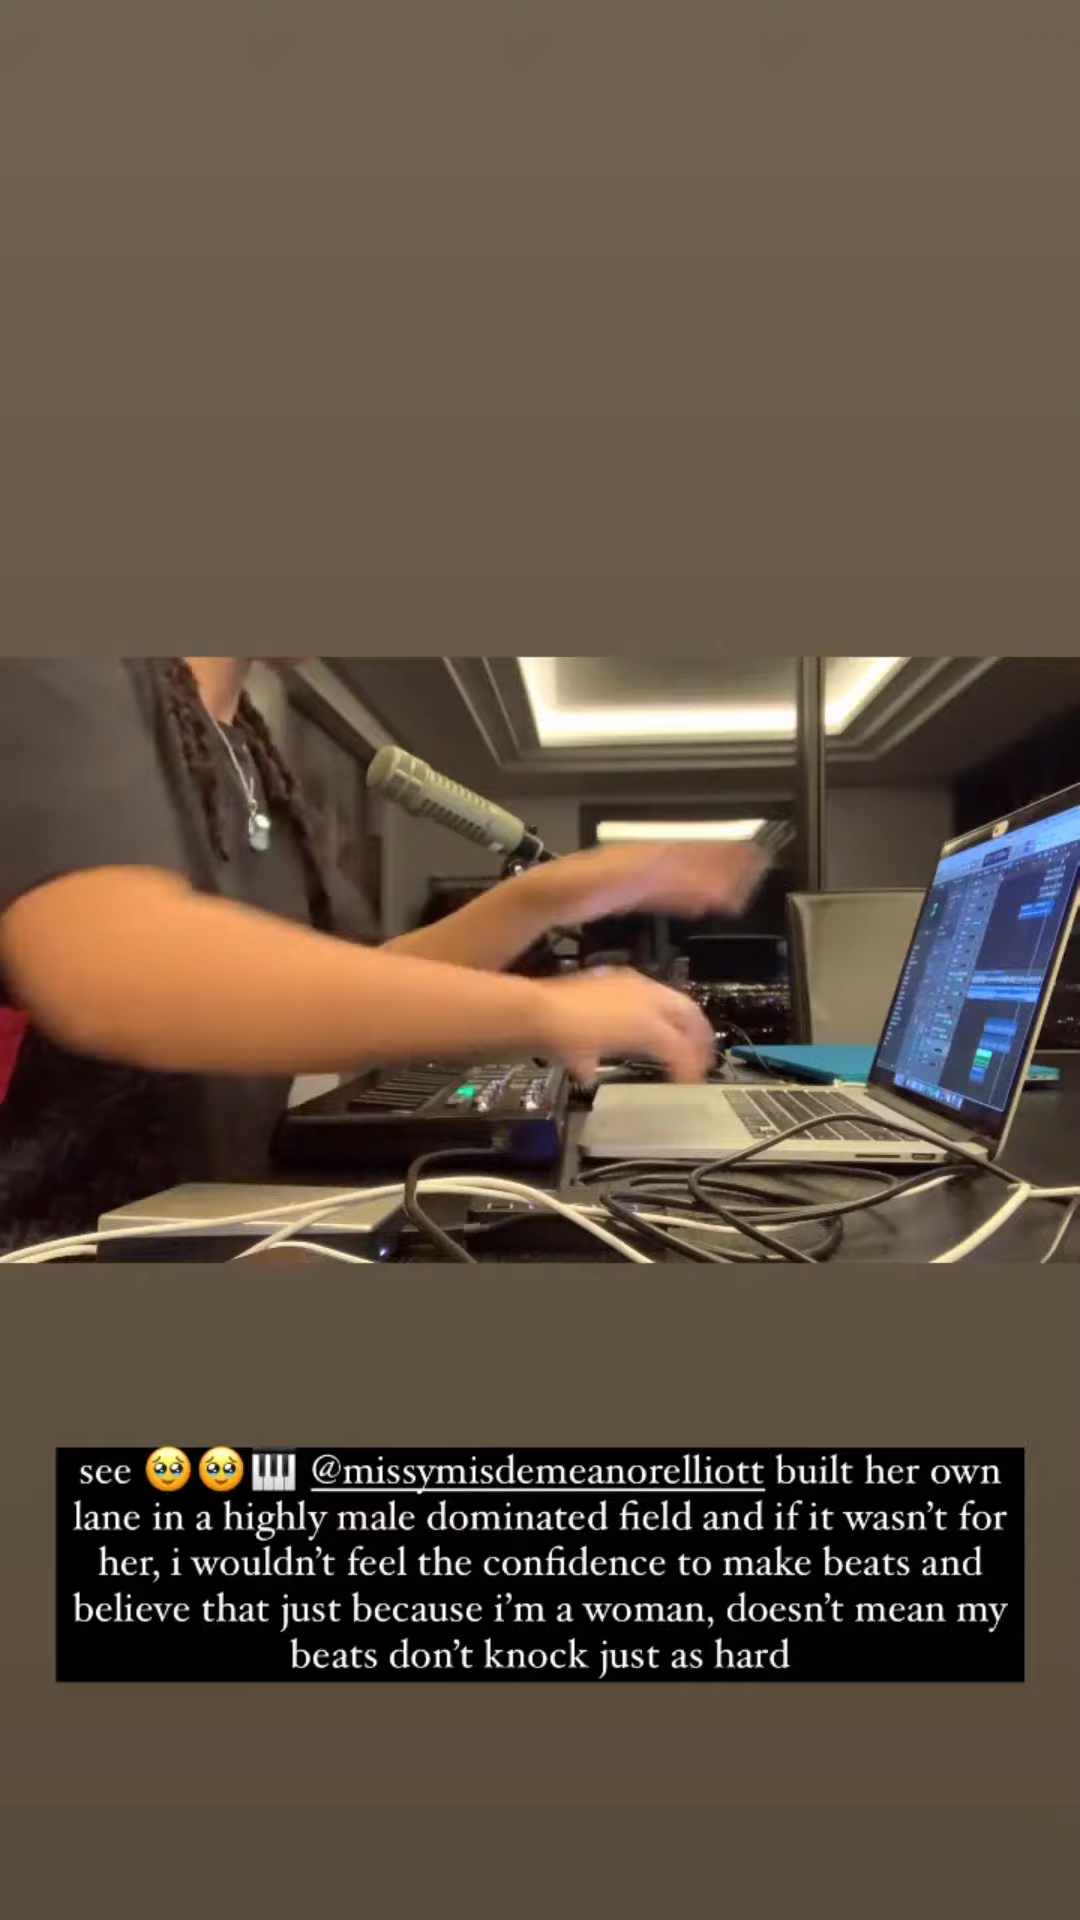 see 🥹🥹🎹 @missymisdemeanorelliott built her own
lane in a highly male dominated field and if it wasn’t for
her, i wouldn’t feel the confidence to make beats and
believe that just because i’m a woman, doesn’t mean my
beats don’t knock just as hard